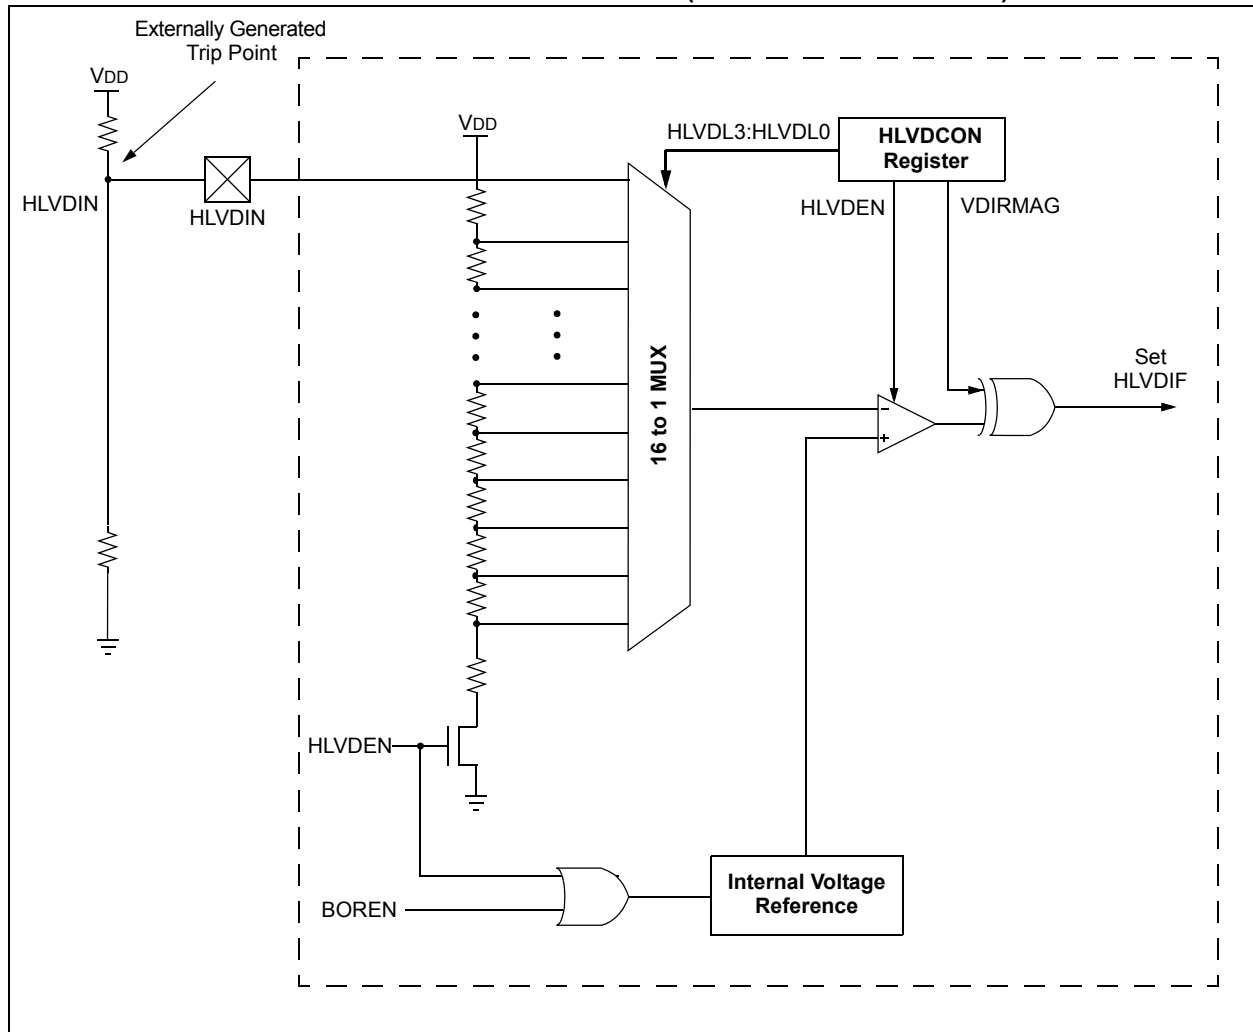 Externally Generated
Trip Point
VDD
VDD
HLVDL3:HLVDL0
HLVDCON
Register
HLVDIN
HLVDIN
HLVDEN
VDIRMAG
16 to 1 MUX
Set
HLVDIF
–
+
HLVDEN
BOREN
Internal Voltage
Reference